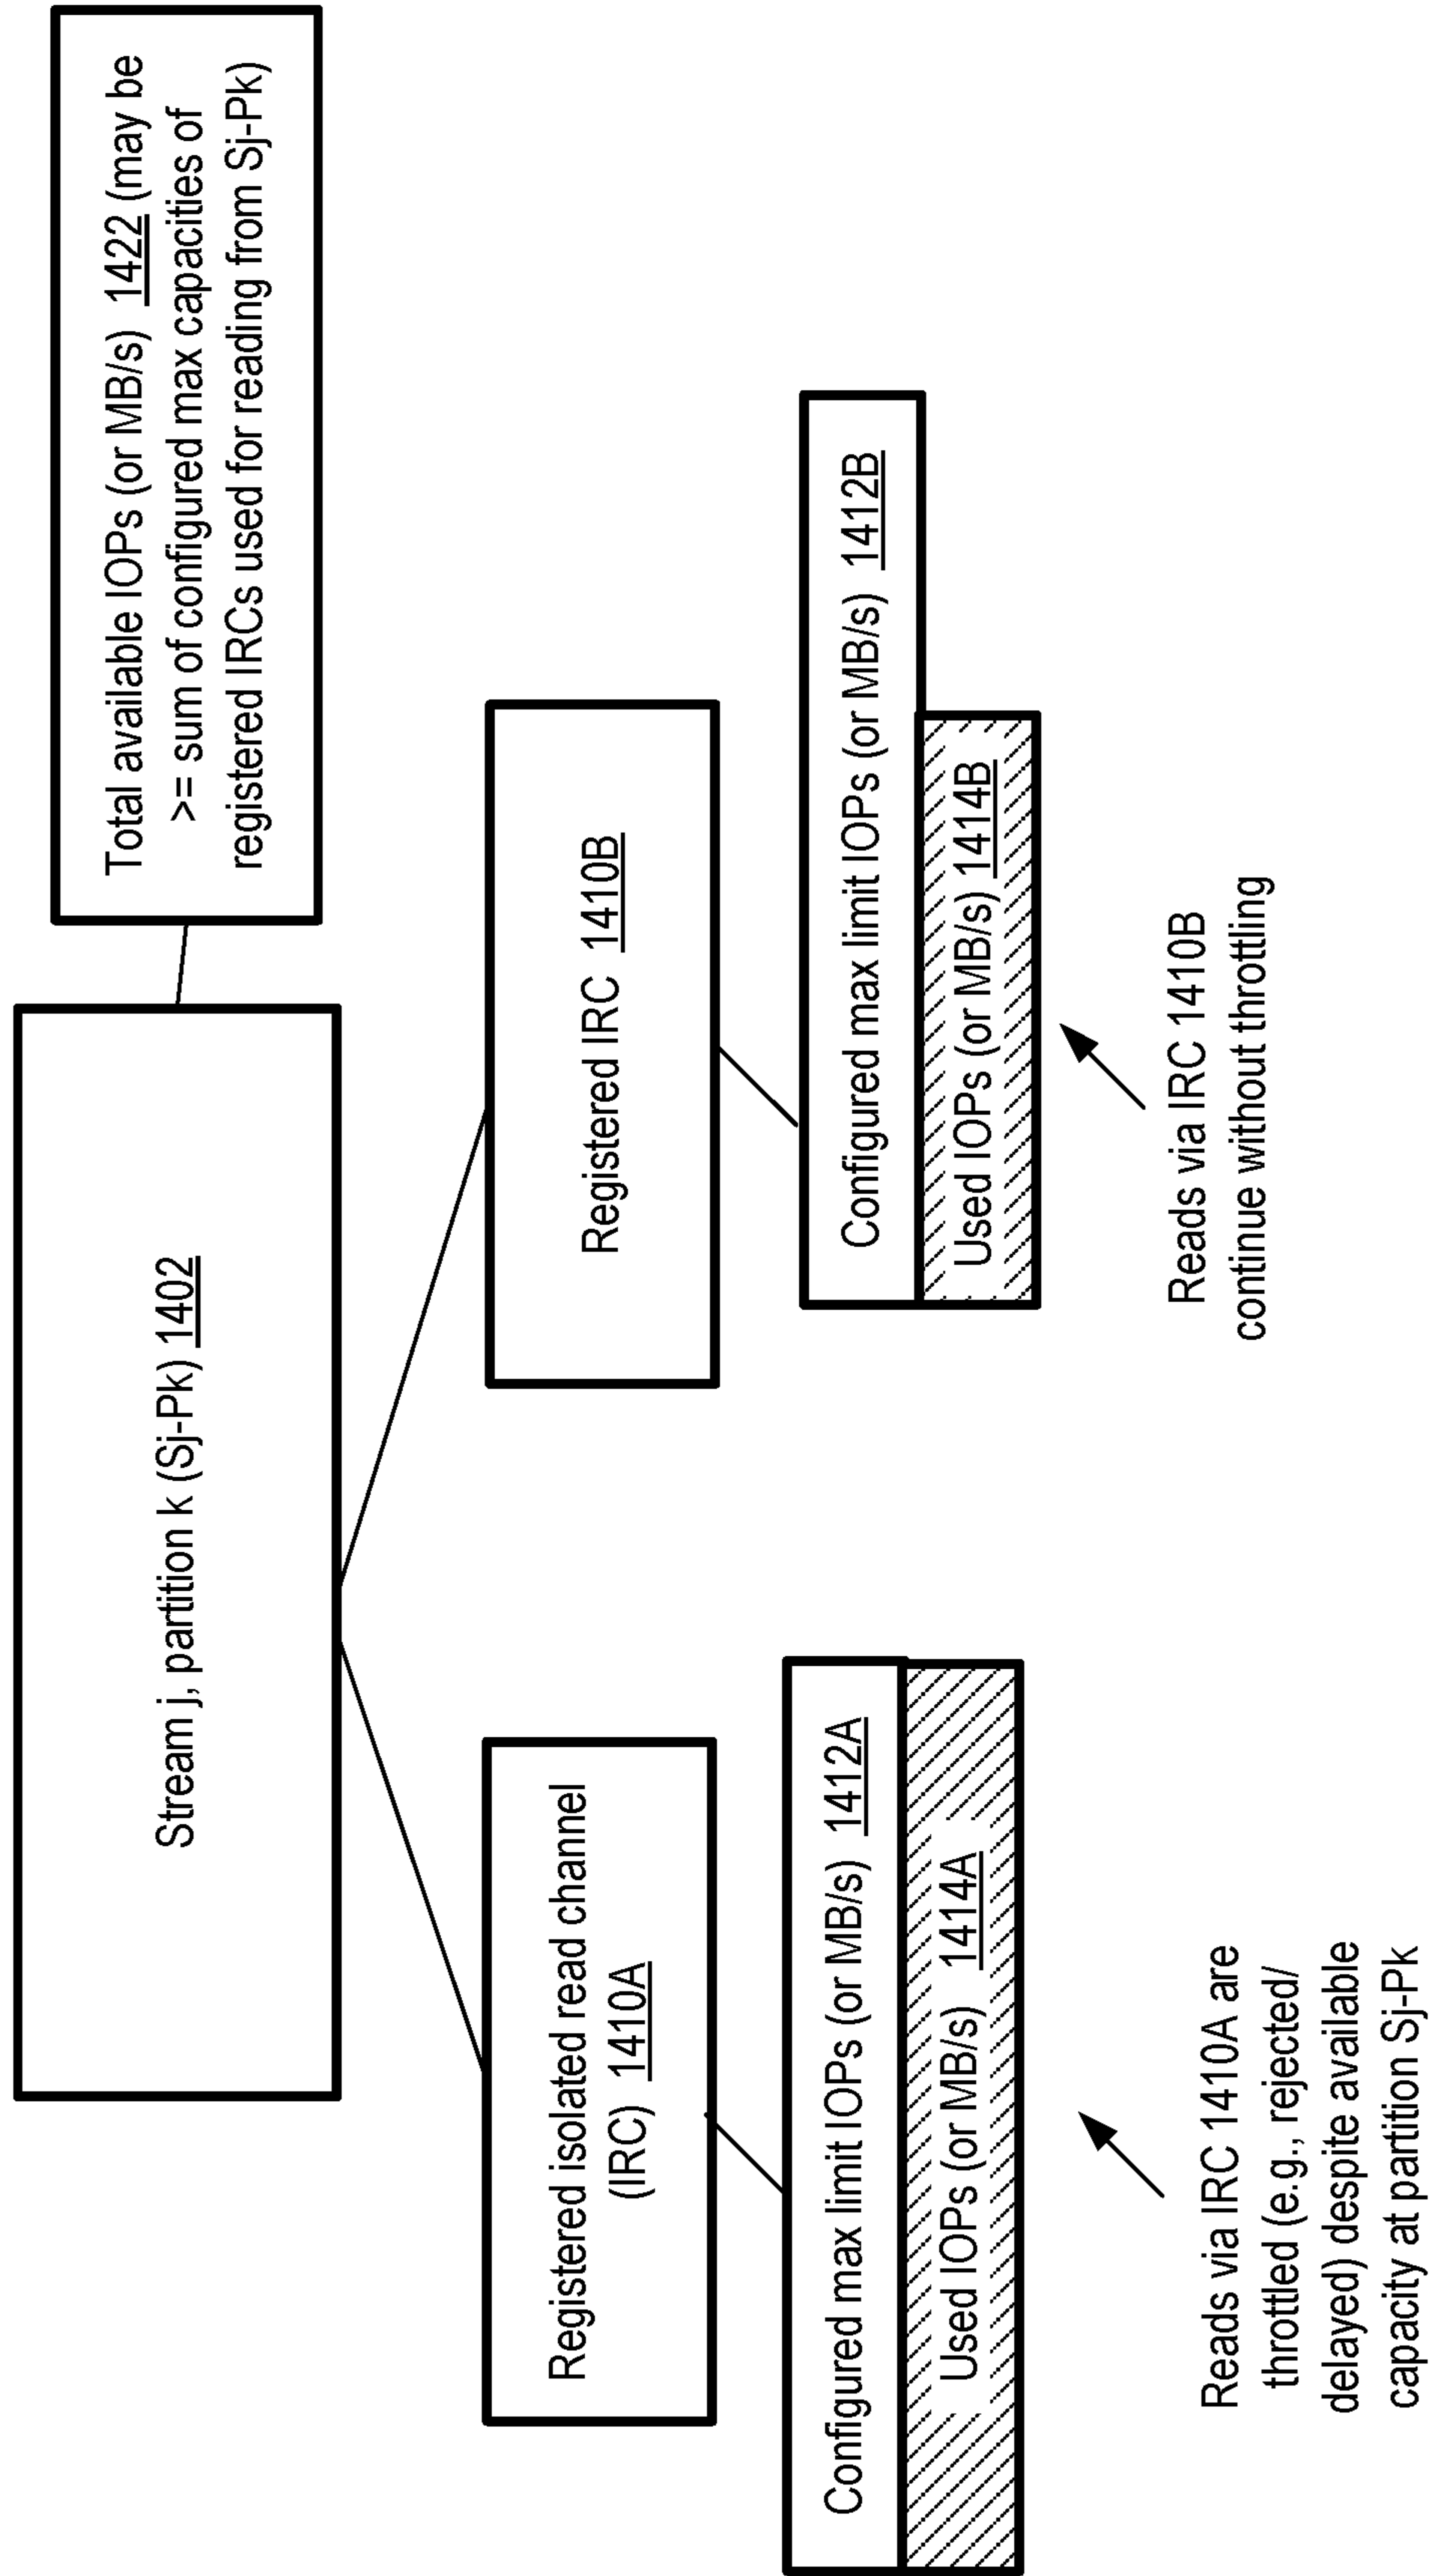 Stream j, partition k (Sj-Pk) 1402
Total available IOPs (or MB/s) 1422 (may be
>= sum of configured max capacities of
registered IRCs used for reading from Sj-Pk)
Registered isolated read channel
(IRC) 1410A
Registered IRC 1410B
Configured max limit IOPs (or MB/s) 1412A
Used IOPs (or MB/s) 1414A
Configured max limit IOPs (or MB/s) 1412B
Used IOPs (or MB/s) 1414B
Reads via IRC 1410A are
throttled (e.g., rejected/
delayed) despite available
capacity at partition Sj-Pk
Reads via IRC 1410B
continue without throttling